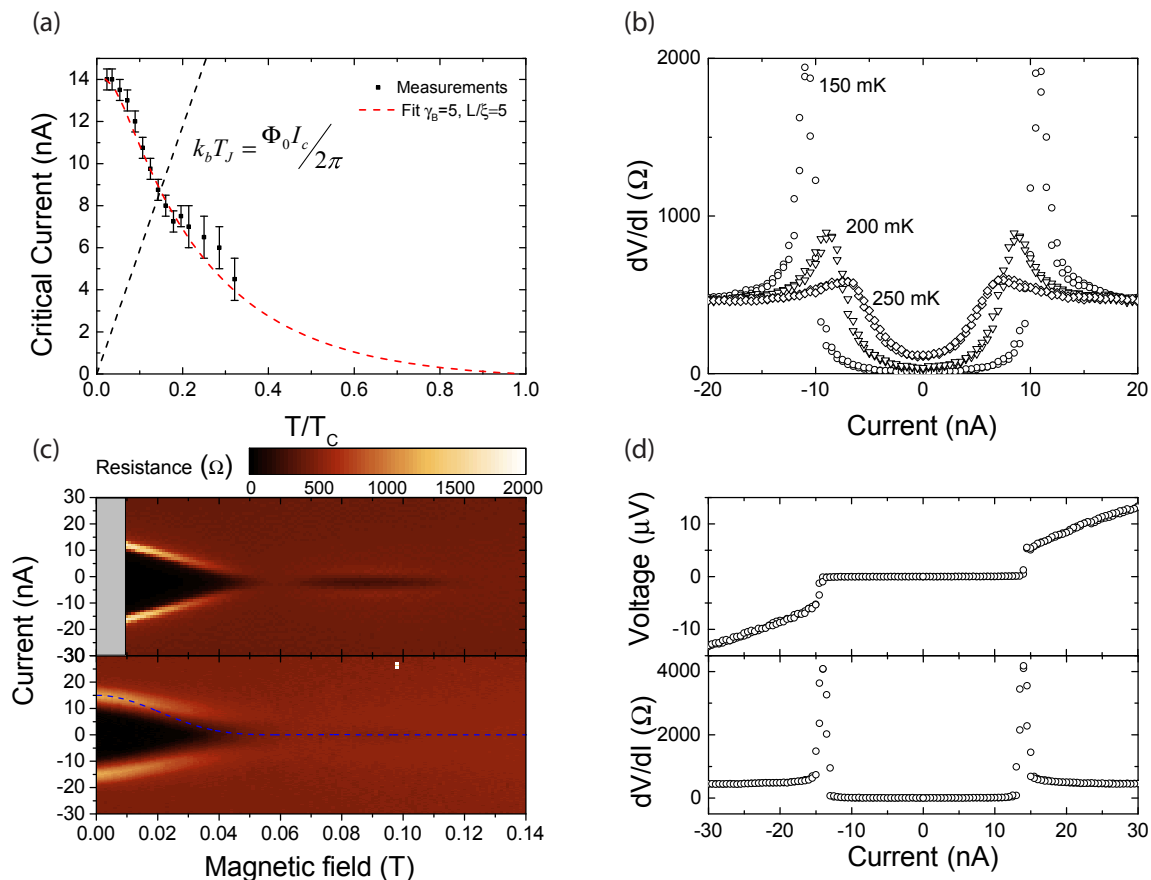 (a)
14
12
10
8
6
4
2
0
Critical Current (nA)
Measurements
Fit γ_B=5, L/ξ=5
k_bT_J = Φ_0I_c/2π
0.0 0.2 0.4 0.6 0.8 1.0
T/T_C
(b)
2000
1000
0
dV/dI (Ω)
150 mK
200 mK
250 mK
-20 -10 0 10 20
Current (nA)
(c)
Resistance (Ω)
0 500 1000 1500 2000
30
20
10
0
-10
-20
-30
30
20
10
0
-10
-20
-30
Current (nA)
0.00 0.02 0.04 0.06 0.08 0.10 0.12 0.14
Magnetic field (T)
(d)
10
0
-10
Voltage (μV)
4000
2000
0
dV/dI (Ω)
-30 -20 -10 0 10 20 30
Current (nA)